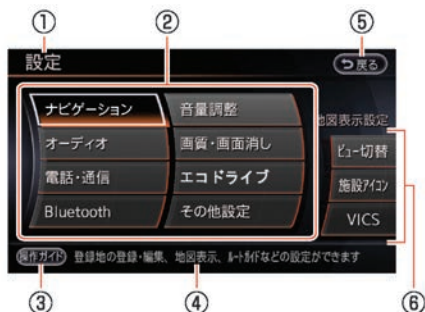 ① ② ⑤
設定 戻る
ナビゲーション 音量調整
オーディオ 画質・画面消し
電話・通信 エコドライブ
Bluetooth その他設定
地図表示設定
ビュー切替
施設アイコン
VICS
操作ガイド 登録地の登録・編集、地図表示、ルートガイドなどの設定ができます
③ ④ ⑥